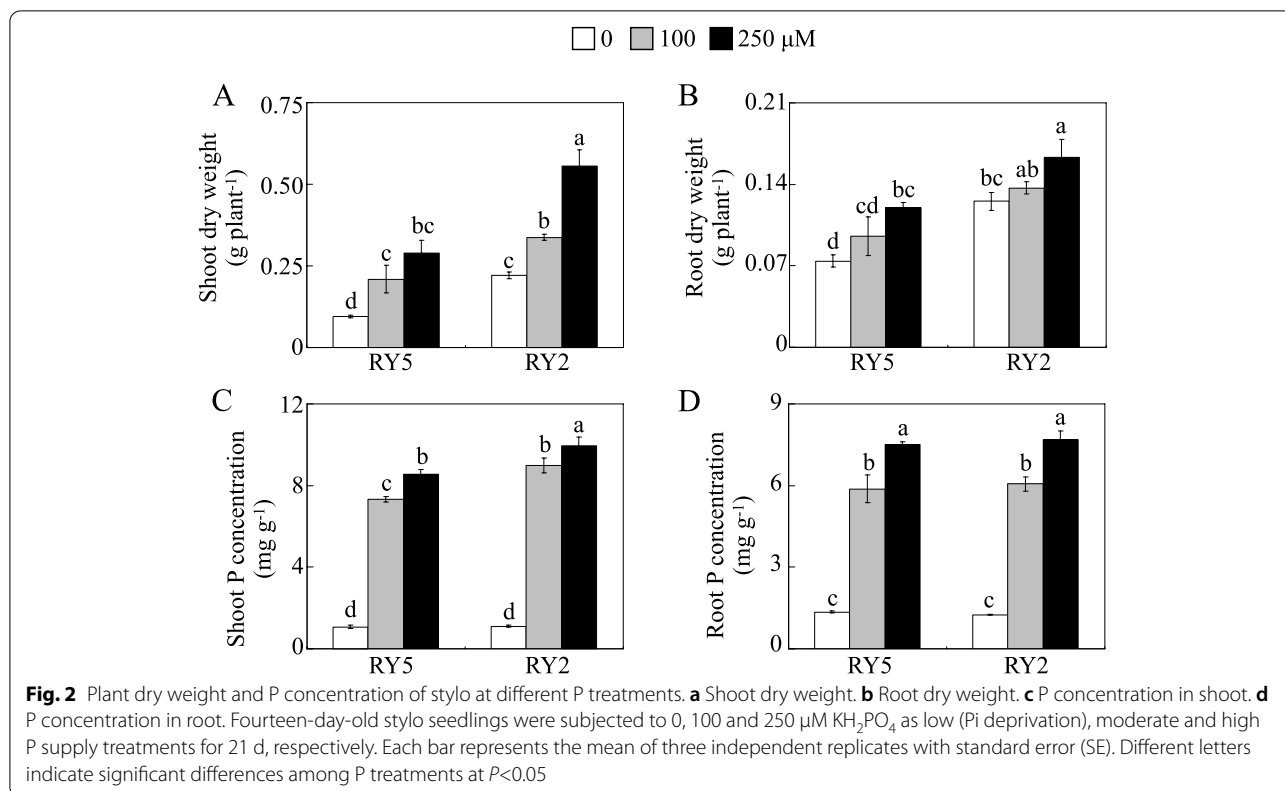 0 100 250 μM
A B
0.75 0.21
a a
Shoot dry weight
(g plant⁻¹)
0.50 0.14
bc b bc ab
Root dry weight
(g plant⁻¹)
c c cd bc
0.25 0.07
d d
0 0
RY5 RY2 RY5 RY2
C D
12 9
b b a a a
Shoot P concentration
(mg g⁻¹)
c b b
8 6
Root P concentration
(mg g⁻¹)
4 3
d d c c
0 0
RY5 RY2 RY5 RY2
Fig. 2 Plant dry weight and P concentration of stylo at different P treatments. a Shoot dry weight. b Root dry weight. c P concentration in shoot. d
P concentration in root. Fourteen-day-old stylo seedlings were subjected to 0, 100 and 250 μM KH₂PO₄ as low (Pi deprivation), moderate and high
P supply treatments for 21 d, respectively. Each bar represents the mean of three independent replicates with standard error (SE). Different letters
indicate significant differences among P treatments at P<0.05